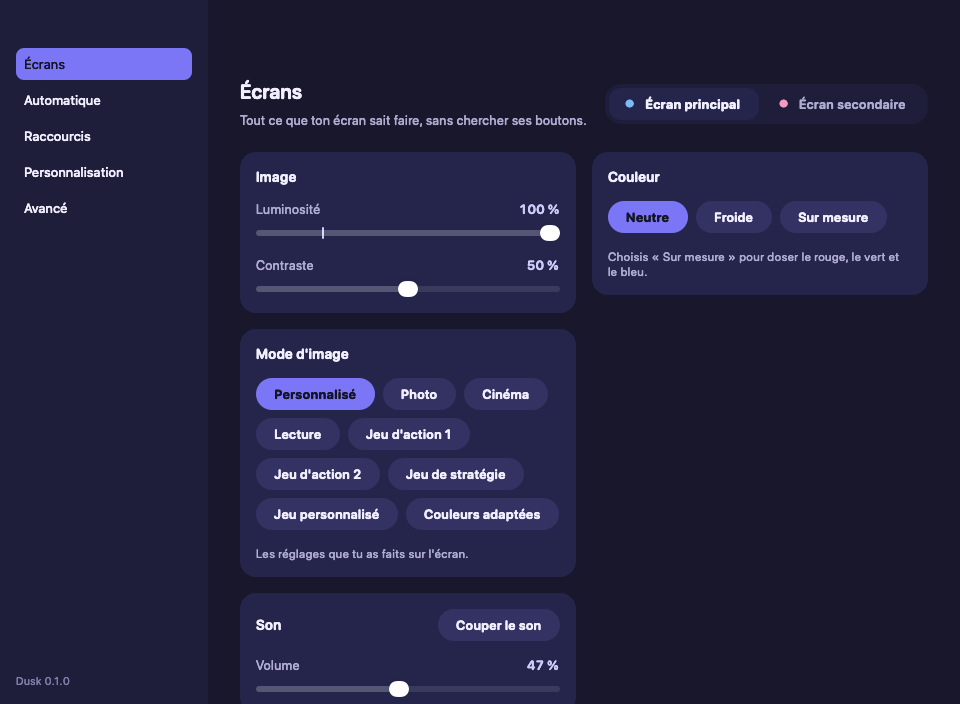 Écrans
Automatique
Raccourcis
Personnalisation
Avancé
Dusk 0.1.0
Écrans
Tout ce que ton écran sait faire, sans chercher ses boutons.
Écran principal
Écran secondaire
Image
Luminosité 100 %
Contraste 50 %
Couleur
Neutre Froide Sur mesure
Choisis « Sur mesure » pour doser le rouge, le vert et
le bleu.
Mode d'image
Personnalisé Photo Cinéma
Lecture Jeu d'action 1
Jeu d'action 2 Jeu de stratégie
Jeu personnalisé Couleurs adaptées
Les réglages que tu as faits sur l'écran.
Son Couper le son
Volume 47 %